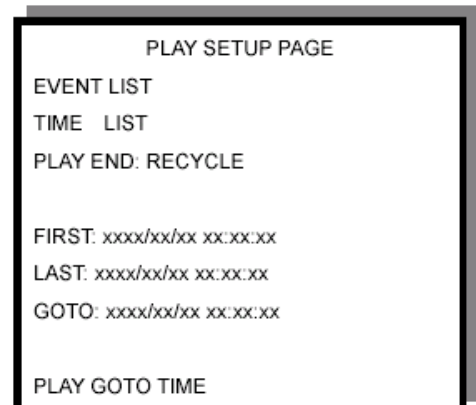 PLAY SETUP PAGE
EVENT LIST
TIME LIST
PLAY END: RECYCLE
FIRST: xxxx/xx/xx xx:xx:xx
LAST: xxxx/xx/xx xx:xx:xx
GOTO: xxxx/xx/xx xx:xx:xx
PLAY GOTO TIME